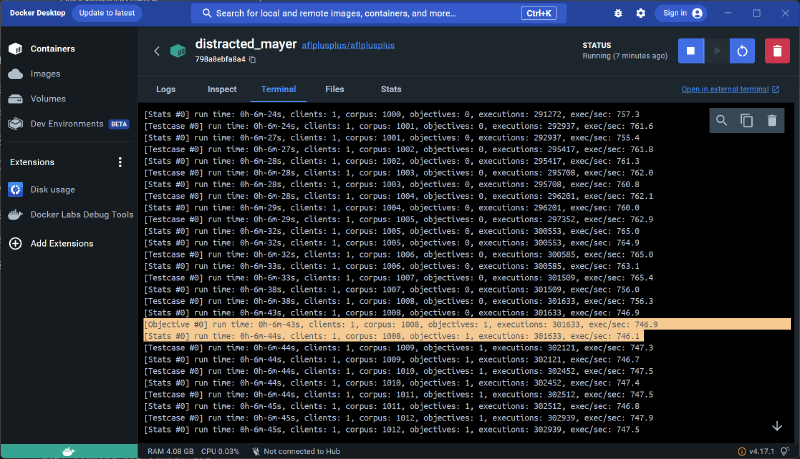 Docker Desktop
Update to latest
Search for local and remote images, containers, and more...
Ctrl+K
Sign in
Containers
Images
Volumes
Dev Environments BETA
Extensions
Disk usage
Docker Labs Debug Tools
Add Extensions
distracted_mayer aflplusplus/aflplusplus
798a8ebfa8a4
STATUS
Running (7 minutes ago)
Logs Inspect Terminal Files Stats
Open in external terminal
[Stats #0] run time: 0h-6m-24s, clients: 1, corpus: 1000, objectives: 0, executions: 291272, exec/sec: 757.3
[Testcase #0] run time: 0h-6m-24s, clients: 1, corpus: 1001, objectives: 0, executions: 292937, exec/sec: 761.6
[Stats #0] run time: 0h-6m-27s, clients: 1, corpus: 1001, objectives: 0, executions: 292937, exec/sec: 755.4
[Testcase #0] run time: 0h-6m-27s, clients: 1, corpus: 1002, objectives: 0, executions: 295417, exec/sec: 761.8
[Stats #0] run time: 0h-6m-28s, clients: 1, corpus: 1002, objectives: 0, executions: 295417, exec/sec: 761.3
[Testcase #0] run time: 0h-6m-28s, clients: 1, corpus: 1003, objectives: 0, executions: 295708, exec/sec: 762.0
[Stats #0] run time: 0h-6m-28s, clients: 1, corpus: 1003, objectives: 0, executions: 295708, exec/sec: 760.8
[Testcase #0] run time: 0h-6m-28s, clients: 1, corpus: 1004, objectives: 0, executions: 296201, exec/sec: 762.1
[Stats #0] run time: 0h-6m-29s, clients: 1, corpus: 1004, objectives: 0, executions: 296201, exec/sec: 760.0
[Testcase #0] run time: 0h-6m-29s, clients: 1, corpus: 1005, objectives: 0, executions: 297352, exec/sec: 762.9
[Stats #0] run time: 0h-6m-32s, clients: 1, corpus: 1005, objectives: 0, executions: 300553, exec/sec: 765.0
[Stats #0] run time: 0h-6m-32s, clients: 1, corpus: 1005, objectives: 0, executions: 300553, exec/sec: 764.9
[Testcase #0] run time: 0h-6m-32s, clients: 1, corpus: 1006, objectives: 0, executions: 300585, exec/sec: 765.0
[Stats #0] run time: 0h-6m-33s, clients: 1, corpus: 1006, objectives: 0, executions: 300585, exec/sec: 763.1
[Testcase #0] run time: 0h-6m-33s, clients: 1, corpus: 1007, objectives: 0, executions: 301509, exec/sec: 765.4
[Stats #0] run time: 0h-6m-38s, clients: 1, corpus: 1007, objectives: 0, executions: 301509, exec/sec: 756.0
[Testcase #0] run time: 0h-6m-38s, clients: 1, corpus: 1008, objectives: 0, executions: 301633, exec/sec: 756.3
[Stats #0] run time: 0h-6m-43s, clients: 1, corpus: 1008, objectives: 0, executions: 301633, exec/sec: 746.9
[Objective #0] run time: 0h-6m-43s, clients: 1, corpus: 1008, objectives: 1, executions: 301633, exec/sec: 746.9
[Stats #0] run time: 0h-6m-44s, clients: 1, corpus: 1008, objectives: 1, executions: 301633, exec/sec: 746.1
[Testcase #0] run time: 0h-6m-44s, clients: 1, corpus: 1009, objectives: 1, executions: 302121, exec/sec: 747.3
[Stats #0] run time: 0h-6m-44s, clients: 1, corpus: 1009, objectives: 1, executions: 302121, exec/sec: 746.7
[Testcase #0] run time: 0h-6m-44s, clients: 1, corpus: 1010, objectives: 1, executions: 302452, exec/sec: 747.5
[Stats #0] run time: 0h-6m-44s, clients: 1, corpus: 1010, objectives: 1, executions: 302452, exec/sec: 747.4
[Testcase #0] run time: 0h-6m-44s, clients: 1, corpus: 1011, objectives: 1, executions: 302512, exec/sec: 747.5
[Stats #0] run time: 0h-6m-45s, clients: 1, corpus: 1011, objectives: 1, executions: 302512, exec/sec: 746.8
[Testcase #0] run time: 0h-6m-45s, clients: 1, corpus: 1012, objectives: 1, executions: 302939, exec/sec: 747.9
[Stats #0] run time: 0h-6m-45s, clients: 1, corpus: 1012, objectives: 1, executions: 302939, exec/sec: 747.5
RAM 4.08 GB CPU 0.03% Not connected to Hub
v4.17.1